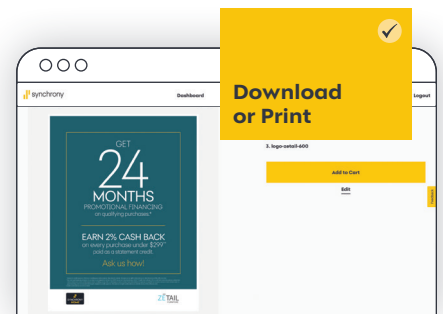 synchrony
Dashboard
Logout
Download
or Print
GET
24
MONTHS
PROMOTIONAL FINANCING
on qualifying purchases.*
EARN 2% CASH BACK
on every purchase under $299**
paid as a statement credit.
Ask us how!
ZĒTAIL
3. logo-zetail-600
Add to Cart
Edit